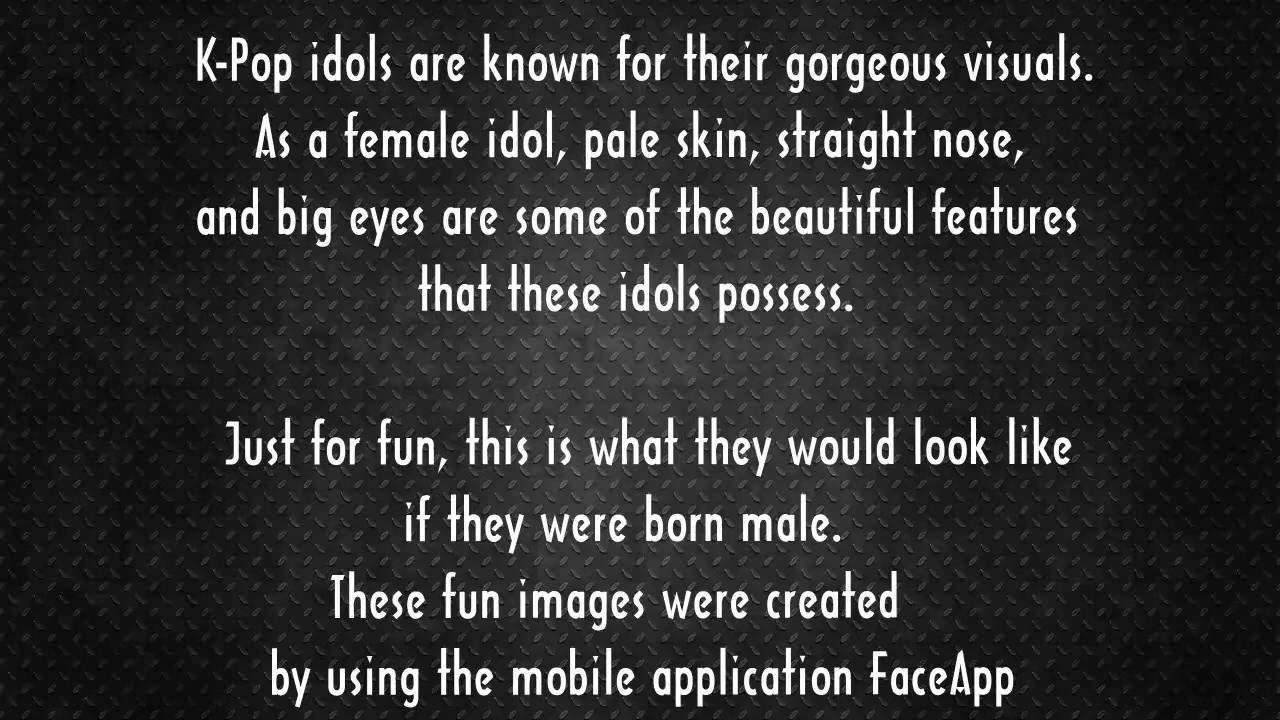 K-Pop idols are known for their gorgeous visuals.
As a female idol, pale skin, straight nose,
and big eyes are some of the beautiful features
that these idols possess.
Just for fun, this is what they would look like
if they were born male.
These fun images were created
by using the mobile application FaceApp